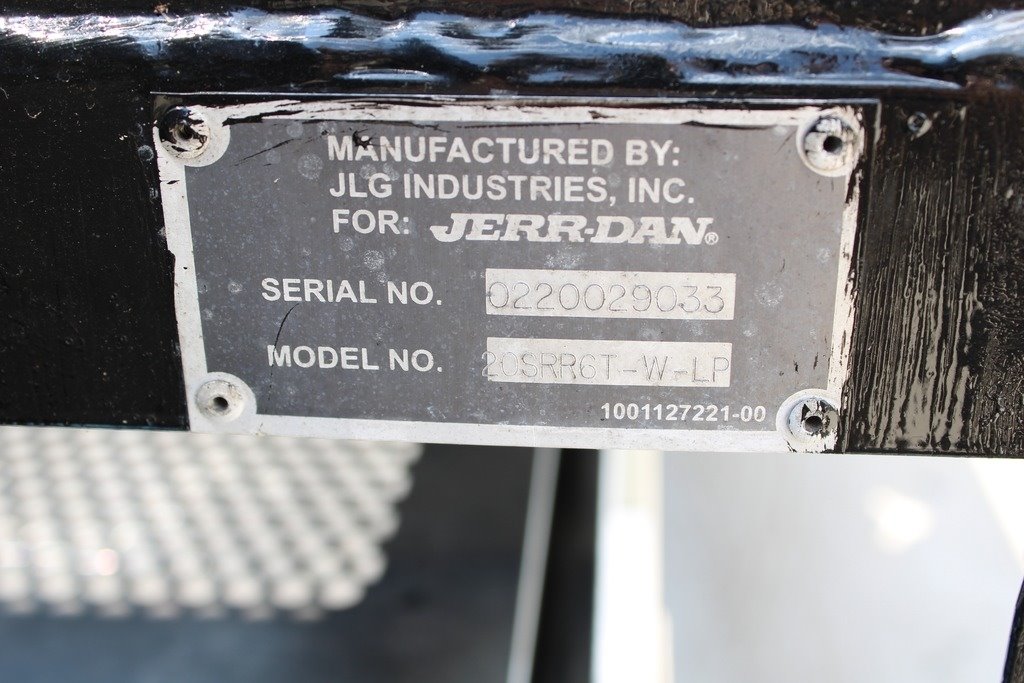 MANUFACTURED BY:
JLG INDUSTRIES, INC.
FOR: JERR-DAN®
SERIAL NO. 0220029033
MODEL NO. 20SRR6T-W-LP
1001127221-00